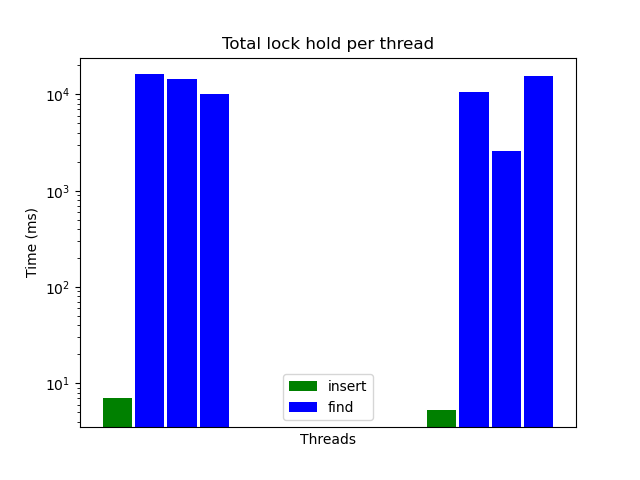 Total lock hold per thread
Time (ms)
10⁴
10³
10²
10¹
insert
find
Threads